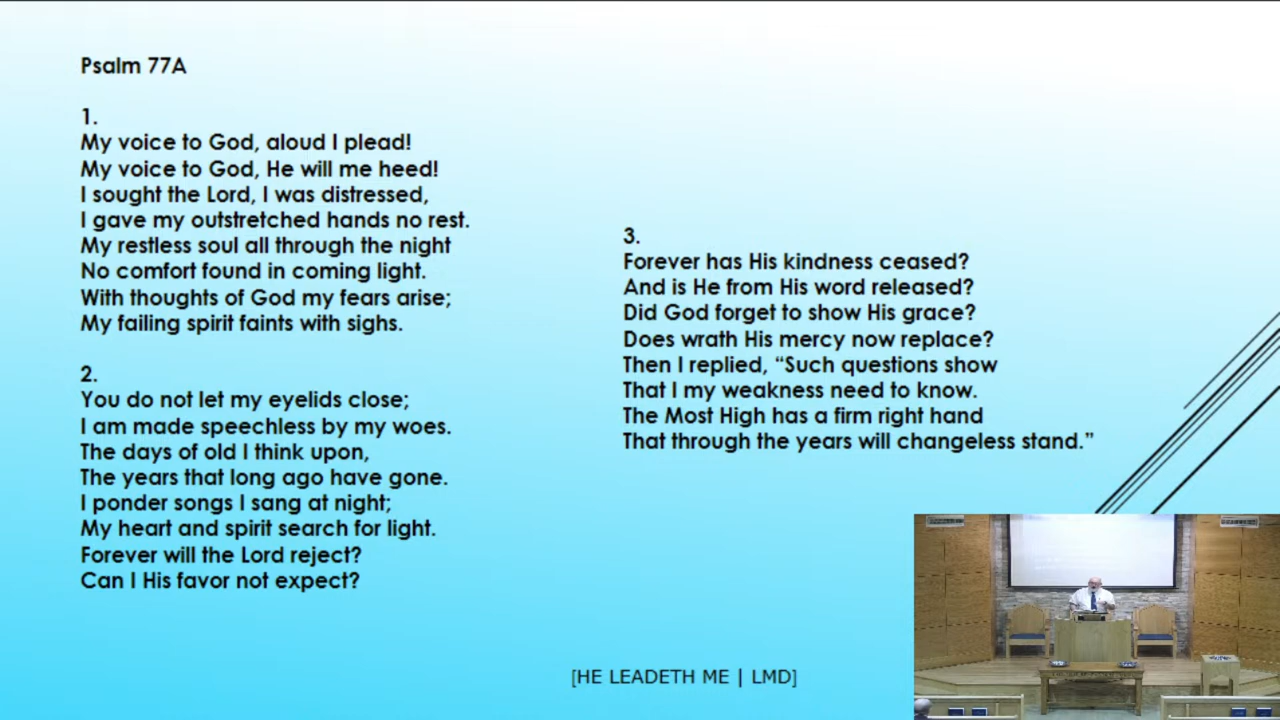 Psalm 77A
1.
My voice to God, aloud I plead!
My voice to God, He will me heed!
I sought the Lord, I was distressed,
I gave my outstretched hands no rest.
My restless soul all through the night
No comfort found in coming light.
With thoughts of God my fears arise;
My failing spirit faints with sighs.
2.
You do not let my eyelids close;
I am made speechless by my woes.
The days of old I think upon,
The years that long ago have gone.
I ponder songs I sang at night;
My heart and spirit search for light.
Forever will the Lord reject?
Can I His favor not expect?
3.
Forever has His kindness ceased?
And is He from His word released?
Did God forget to show His grace?
Does wrath His mercy now replace?
Then I replied, “Such questions show
That I my weakness need to know.
The Most High has a firm right hand
That through the years will changeless stand.”
[HE LEADETH ME | LMD]